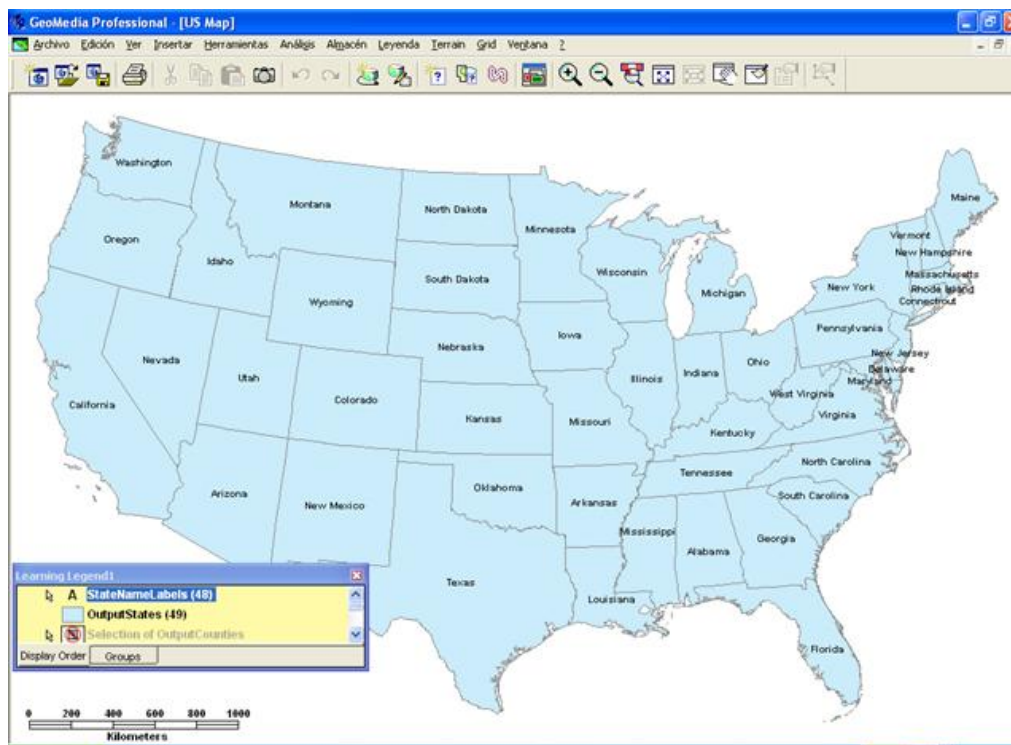 GeoMedia Professional - [US Map]
Archivo Edición Ver Insertar Herramientas Análisis Almacén Leyenda Terrain Grid Ventana ?
Washington
Montana
North Dakota
Minnesota
Maine
Oregon
Idaho
Vermont
New Hampshire
South Dakota
Wisconsin
Massachusetts
Wyoming
Michigan
New York
Rhode Island
Connectrout
Iowa
Pennsylvania
Nebraska
Nevada
Utah
Illinois
Indiana
Ohio
New Jersey
Delaware
Maryland
Colorado
West Virginia
California
Kansas
Missouri
Virginia
Kentucky
North Carolina
Tennessee
Arizona
New Mexico
Oklahoma
Arkansas
South Carolina
Mississippi
Alabama
Georgia
Texas
Louisiana
Florida
Learning Legend1
A StateNameLabels (48)
OutputStates (49)
Selection of OutputCounties
Display Order Groups
0 200 400 600 800 1000
Kilometers